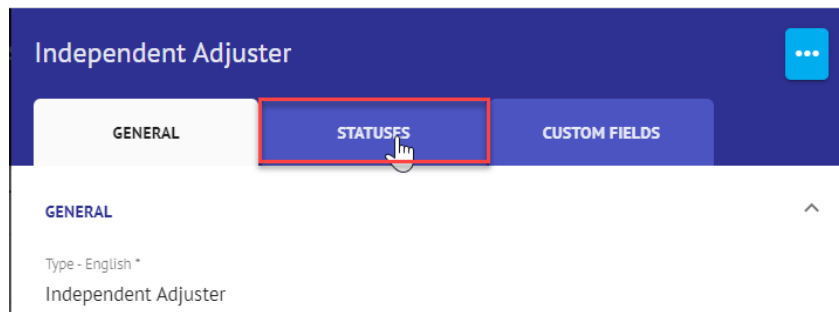 Independent Adjuster
GENERAL STATUSES CUSTOM FIELDS
GENERAL
Type - English *
Independent Adjuster